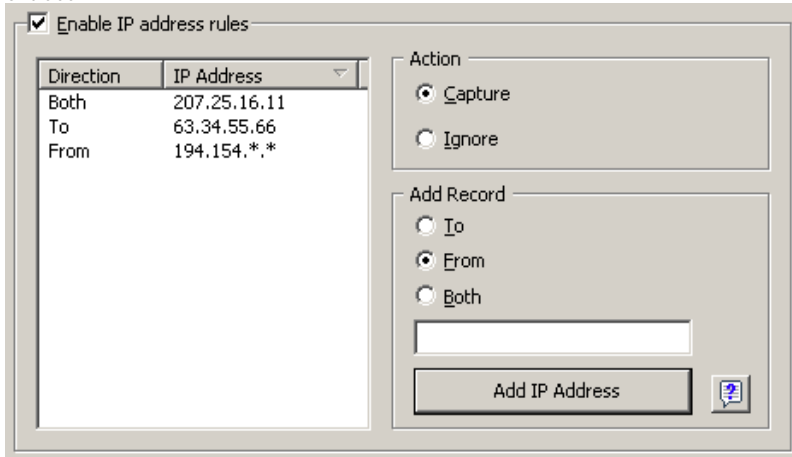 Enable IP address rules
Direction IP Address
Both 207.25.16.11
To 63.34.55.66
From 194.154.*.*
Action
Capture
Ignore
Add Record
To
From
Both
Add IP Address
?